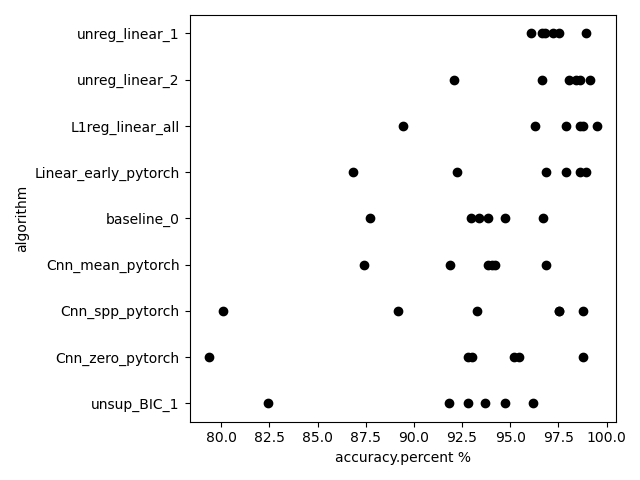 unreg_linear_1
unreg_linear_2
L1reg_linear_all
Linear_early_pytorch
baseline_0
Cnn_mean_pytorch
Cnn_spp_pytorch
Cnn_zero_pytorch
unsup_BIC_1
algorithm
80.0 82.5 85.0 87.5 90.0 92.5 95.0 97.5 100.0
accuracy.percent %